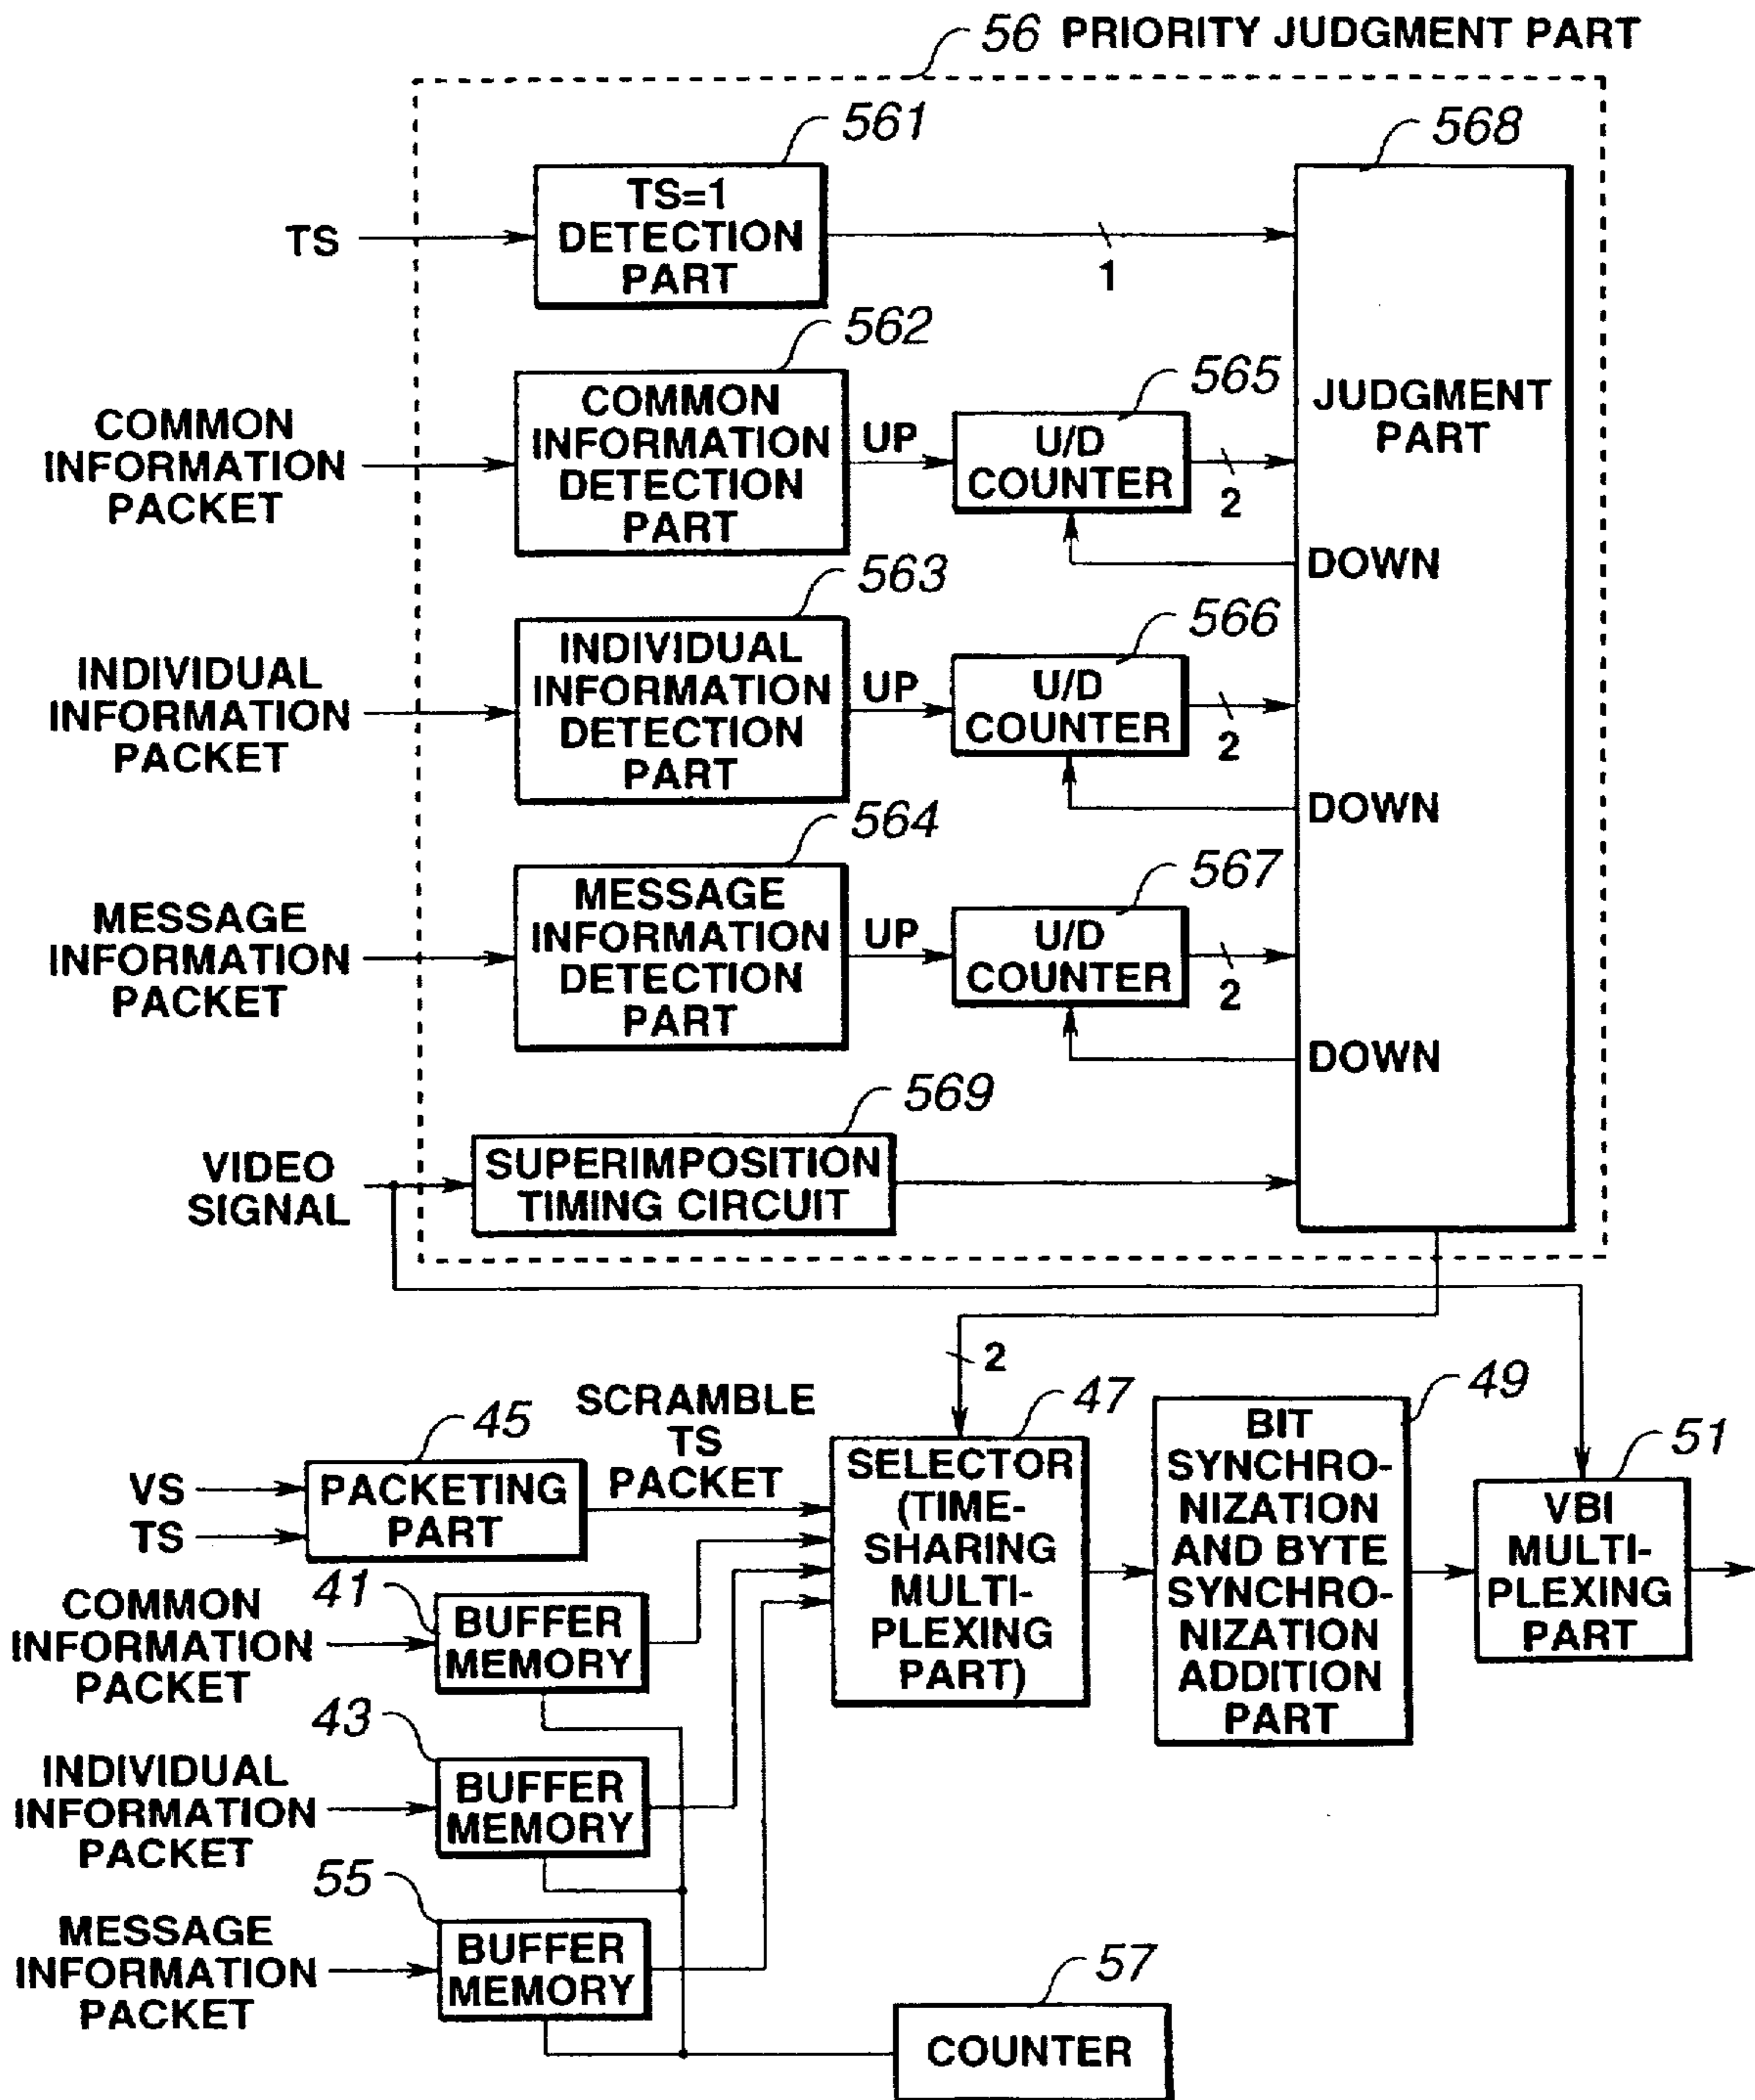 56 PRIORITY JUDGMENT PART
561
568
TS
TS=1
DETECTION
PART
1
562
COMMON
INFORMATION
PACKET
COMMON
INFORMATION
DETECTION
PART
UP
565
U/D
COUNTER
2
JUDGMENT
PART
DOWN
563
INDIVIDUAL
INFORMATION
PACKET
INDIVIDUAL
INFORMATION
DETECTION
PART
UP
566
U/D
COUNTER
2
DOWN
564
MESSAGE
INFORMATION
PACKET
MESSAGE
INFORMATION
DETECTION
PART
UP
567
U/D
COUNTER
2
DOWN
569
VIDEO
SIGNAL
SUPERIMPOSITION
TIMING CIRCUIT
2
VS
TS
45
PACKETING
PART
SCRAMBLE
TS
PACKET
47
SELECTOR
(TIME-
SHARING
MULTI-
PLEXING
PART)
49
BIT
SYNCHRO-
NIZATION
AND BYTE
SYNCHRO-
NIZATION
ADDITION
PART
51
VBI
MULTI-
PLEXING
PART
COMMON
INFORMATION
PACKET
41
BUFFER
MEMORY
INDIVIDUAL
INFORMATION
PACKET
43
BUFFER
MEMORY
MESSAGE
INFORMATION
PACKET
55
BUFFER
MEMORY
57
COUNTER